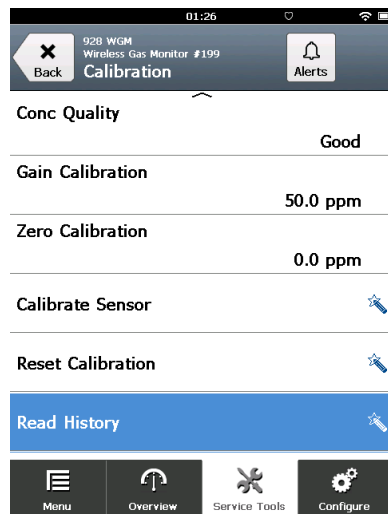 01:26
928 WGM
Wireless Gas Monitor #199
Calibration
Back
Alerts
Conc Quality
Good
Gain Calibration
50.0 ppm
Zero Calibration
0.0 ppm
Calibrate Sensor
Reset Calibration
Read History
Menu
Overview
Service Tools
Configure